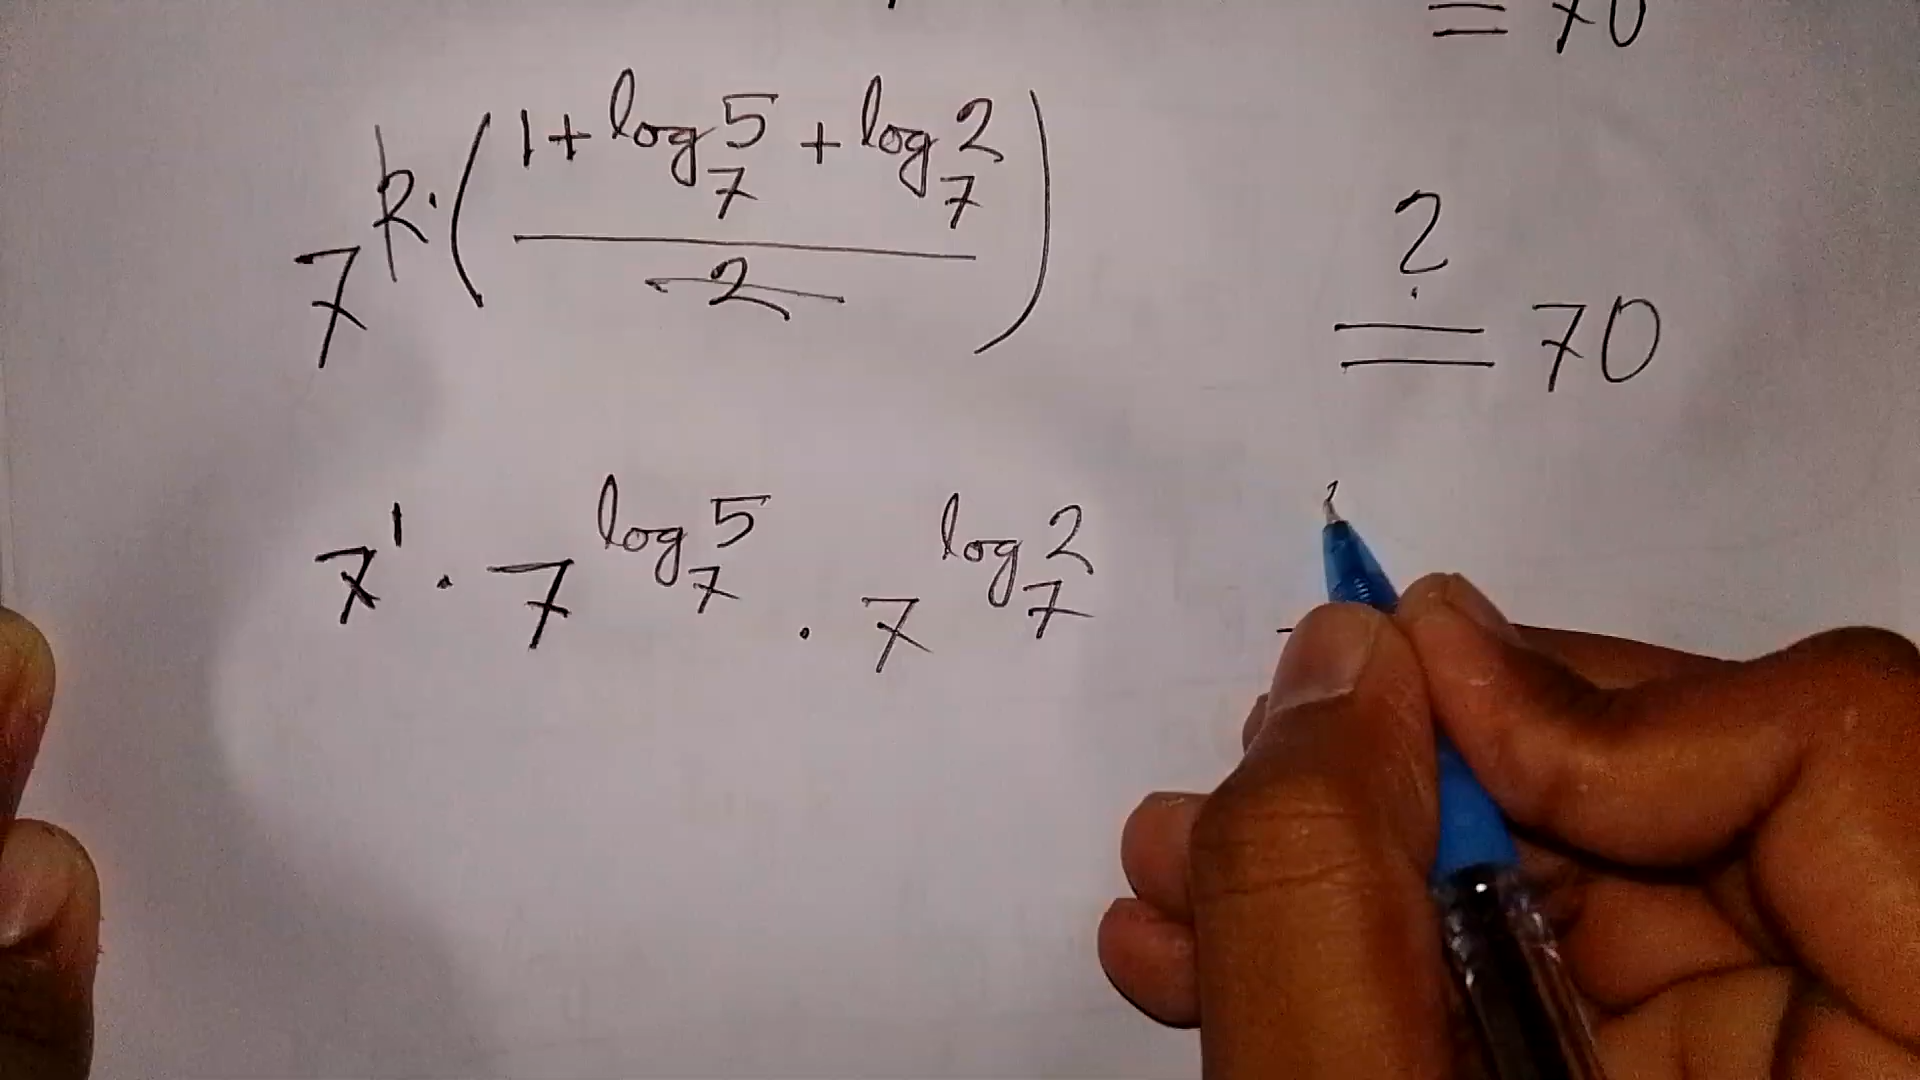 = 70
7^{2·((1 + log_7 5 + log_7 2)/2)} ?= 70
7^1 · 7^{log_7 5} · 7^{log_7 2}